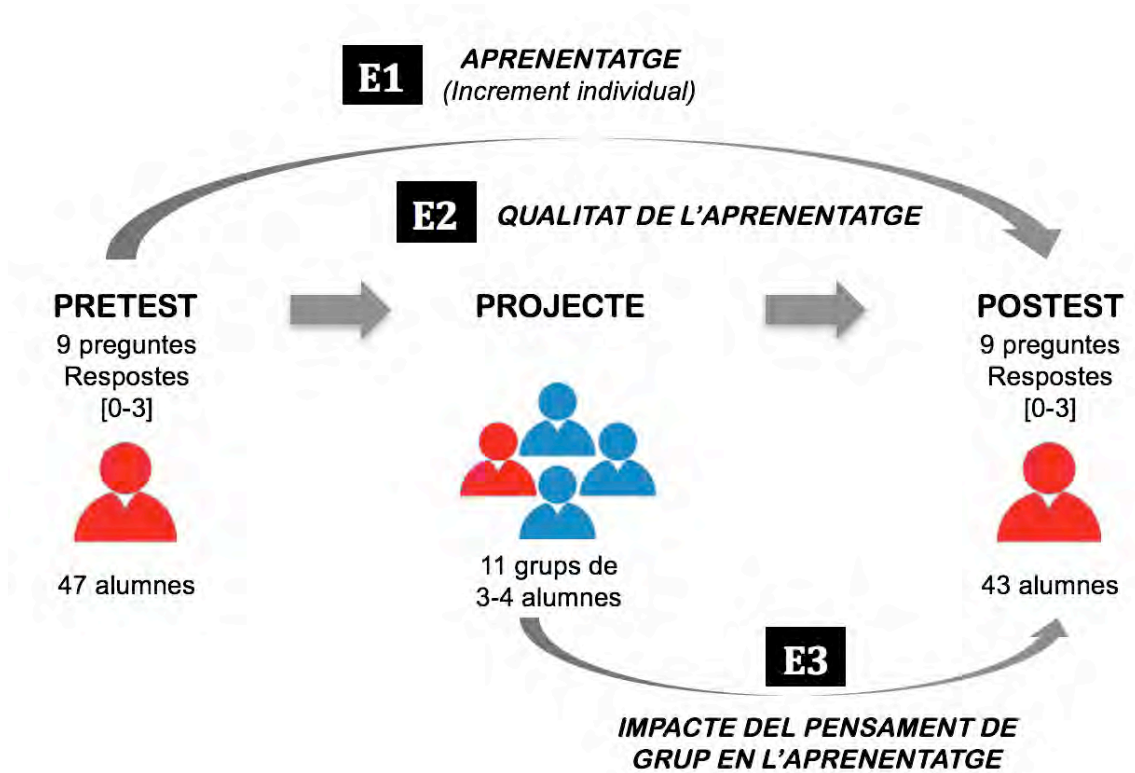 E1
APRENENTATGE
(Increment individual)
E2
QUALITAT DE L'APRENENTATGE
PRETEST
9 preguntes
Respostes
[0-3]
47 alumnes
PROJECTE
11 grups de
3-4 alumnes
POSTEST
9 preguntes
Respostes
[0-3]
43 alumnes
E3
IMPACTE DEL PENSAMENT DE
GRUP EN L'APRENENTATGE